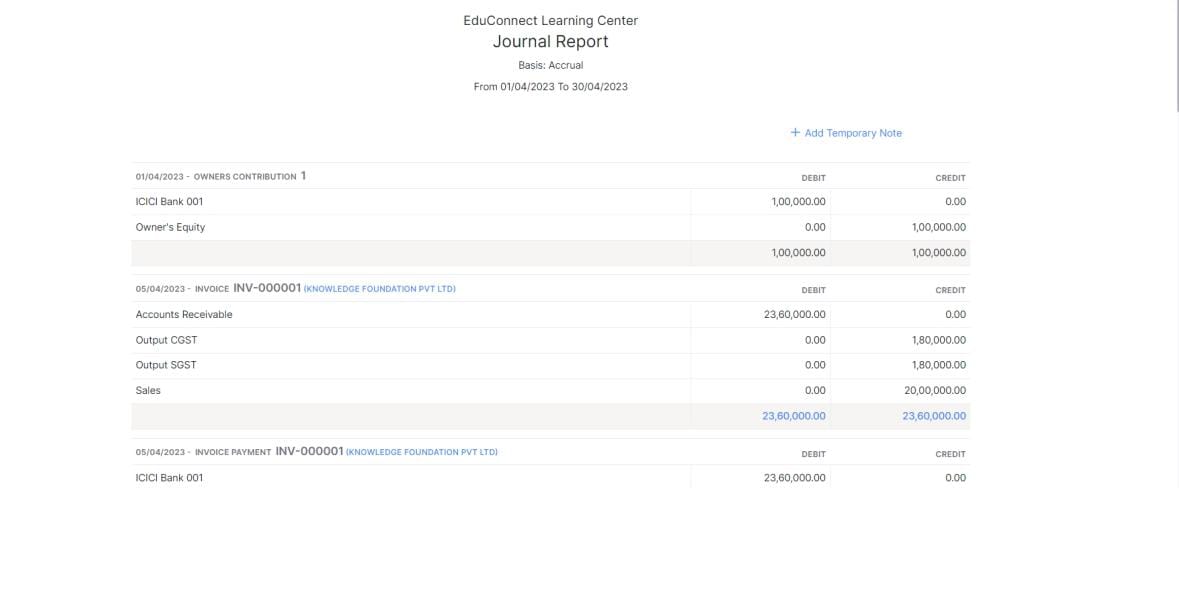 EduConnect Learning Center
Journal Report
Basis: Accrual
From 01/04/2023 To 30/04/2023
+ Add Temporary Note
01/04/2023 - OWNERS CONTRIBUTION 1 DEBIT CREDIT
ICICI Bank 001 1,00,000.00 0.00
Owner's Equity 0.00 1,00,000.00
1,00,000.00 1,00,000.00
05/04/2023 - INVOICE INV-000001 (KNOWLEDGE FOUNDATION PVT LTD) DEBIT CREDIT
Accounts Receivable 23,60,000.00 0.00
Output CGST 0.00 1,80,000.00
Output SGST 0.00 1,80,000.00
Sales 0.00 20,00,000.00
23,60,000.00 23,60,000.00
05/04/2023 - INVOICE PAYMENT INV-000001 (KNOWLEDGE FOUNDATION PVT LTD) DEBIT CREDIT
ICICI Bank 001 23,60,000.00 0.00